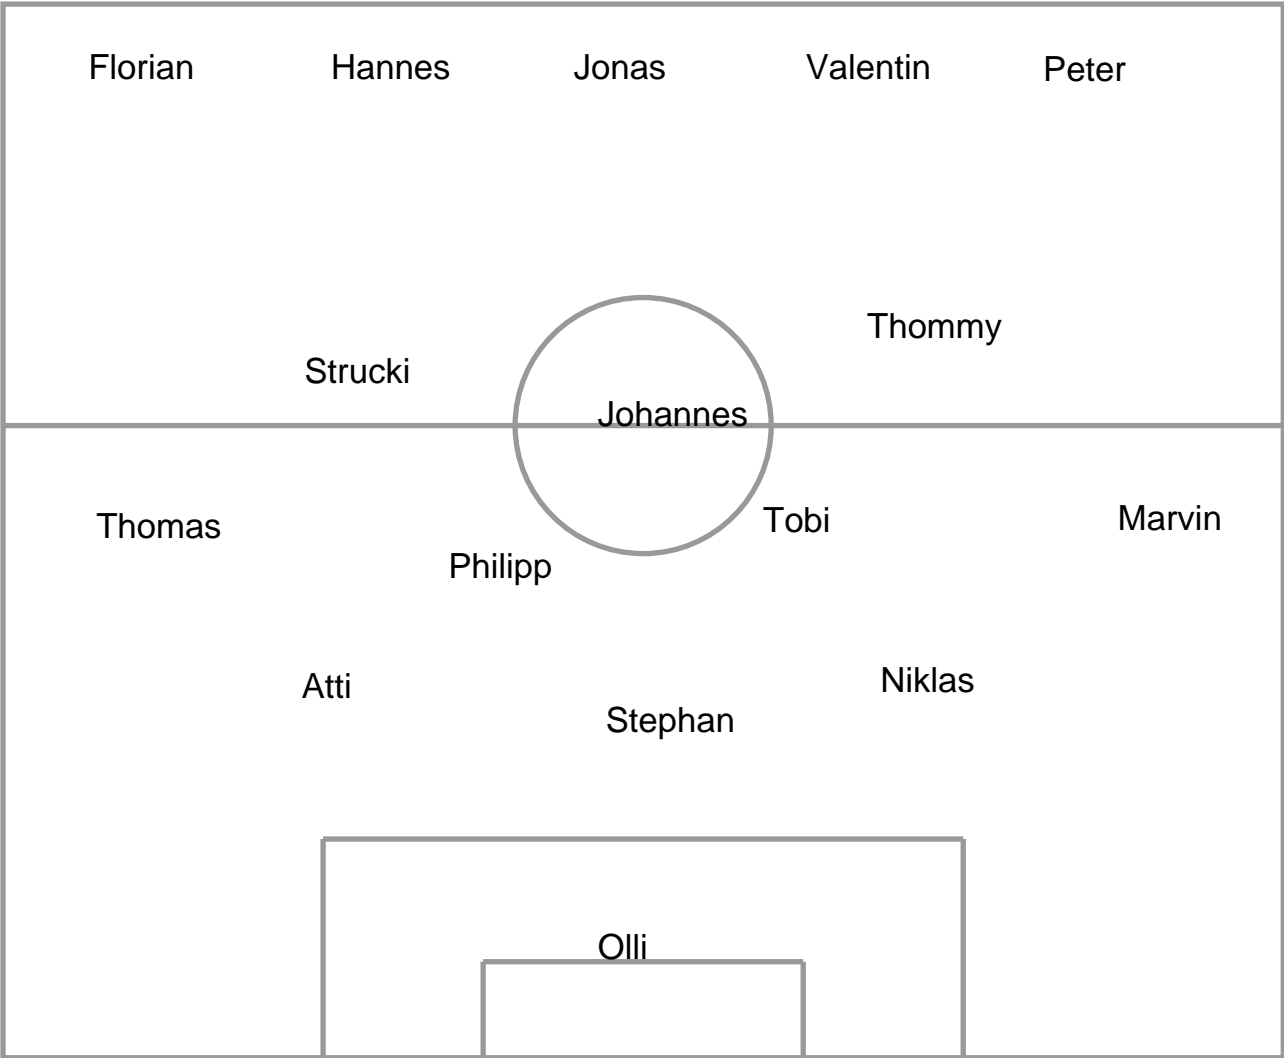 Florian Hannes Jonas Valentin Peter
Thommy
Strucki
Johannes
Thomas Tobi Marvin
Philipp
Atti Niklas
Stephan
Olli